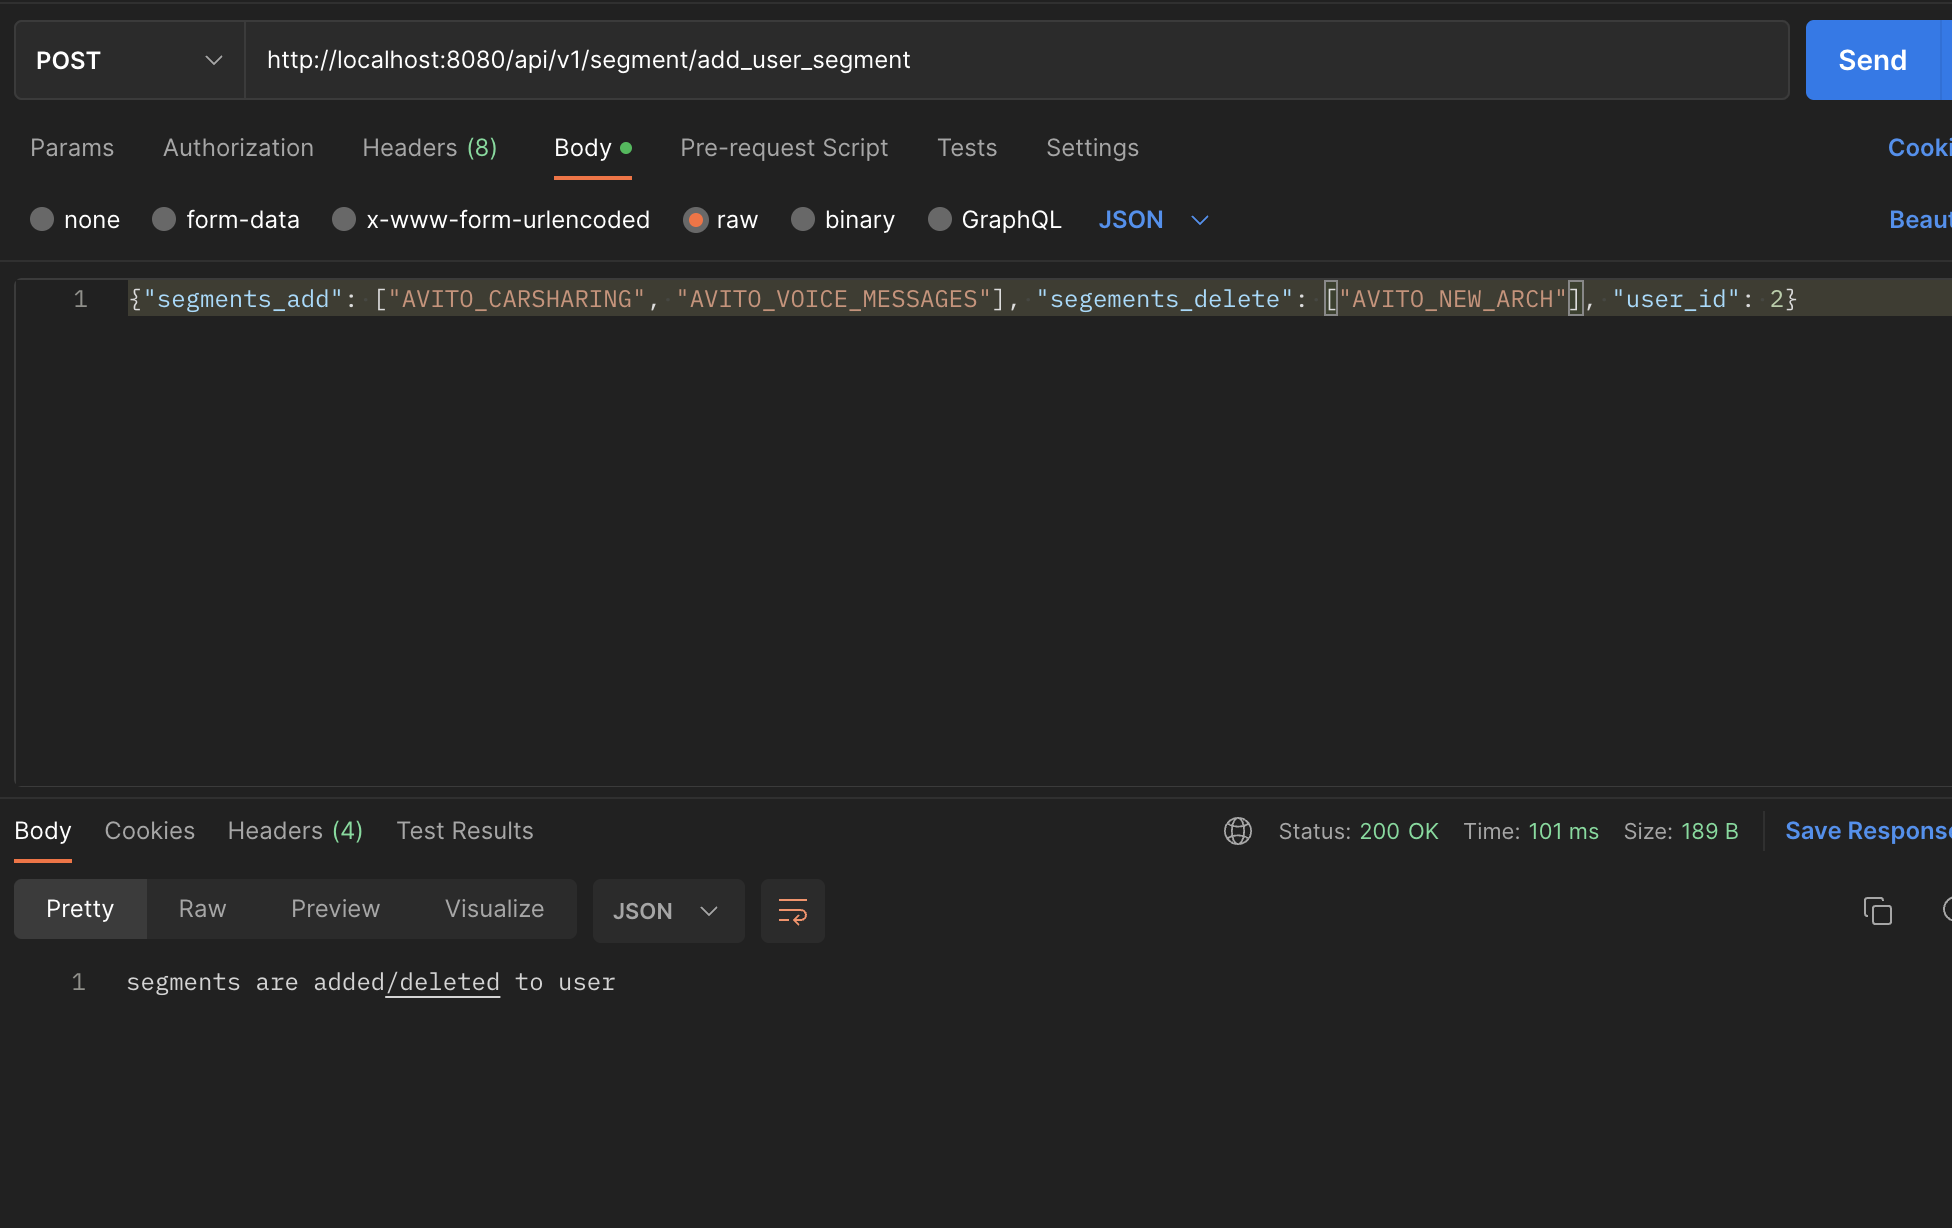 POST http://localhost:8080/api/v1/segment/add_user_segment Send
Params Authorization Headers (8) Body Pre-request Script Tests Settings Cooki
none form-data x-www-form-urlencoded raw binary GraphQL JSON Beaut
1 {"segments_add": ["AVITO_CARSHARING", "AVITO_VOICE_MESSAGES"], "segements_delete": ["AVITO_NEW_ARCH"], "user_id": 2}
Body Cookies Headers (4) Test Results Status: 200 OK Time: 101 ms Size: 189 B Save Response
Pretty Raw Preview Visualize JSON
1 segments are added/deleted to user